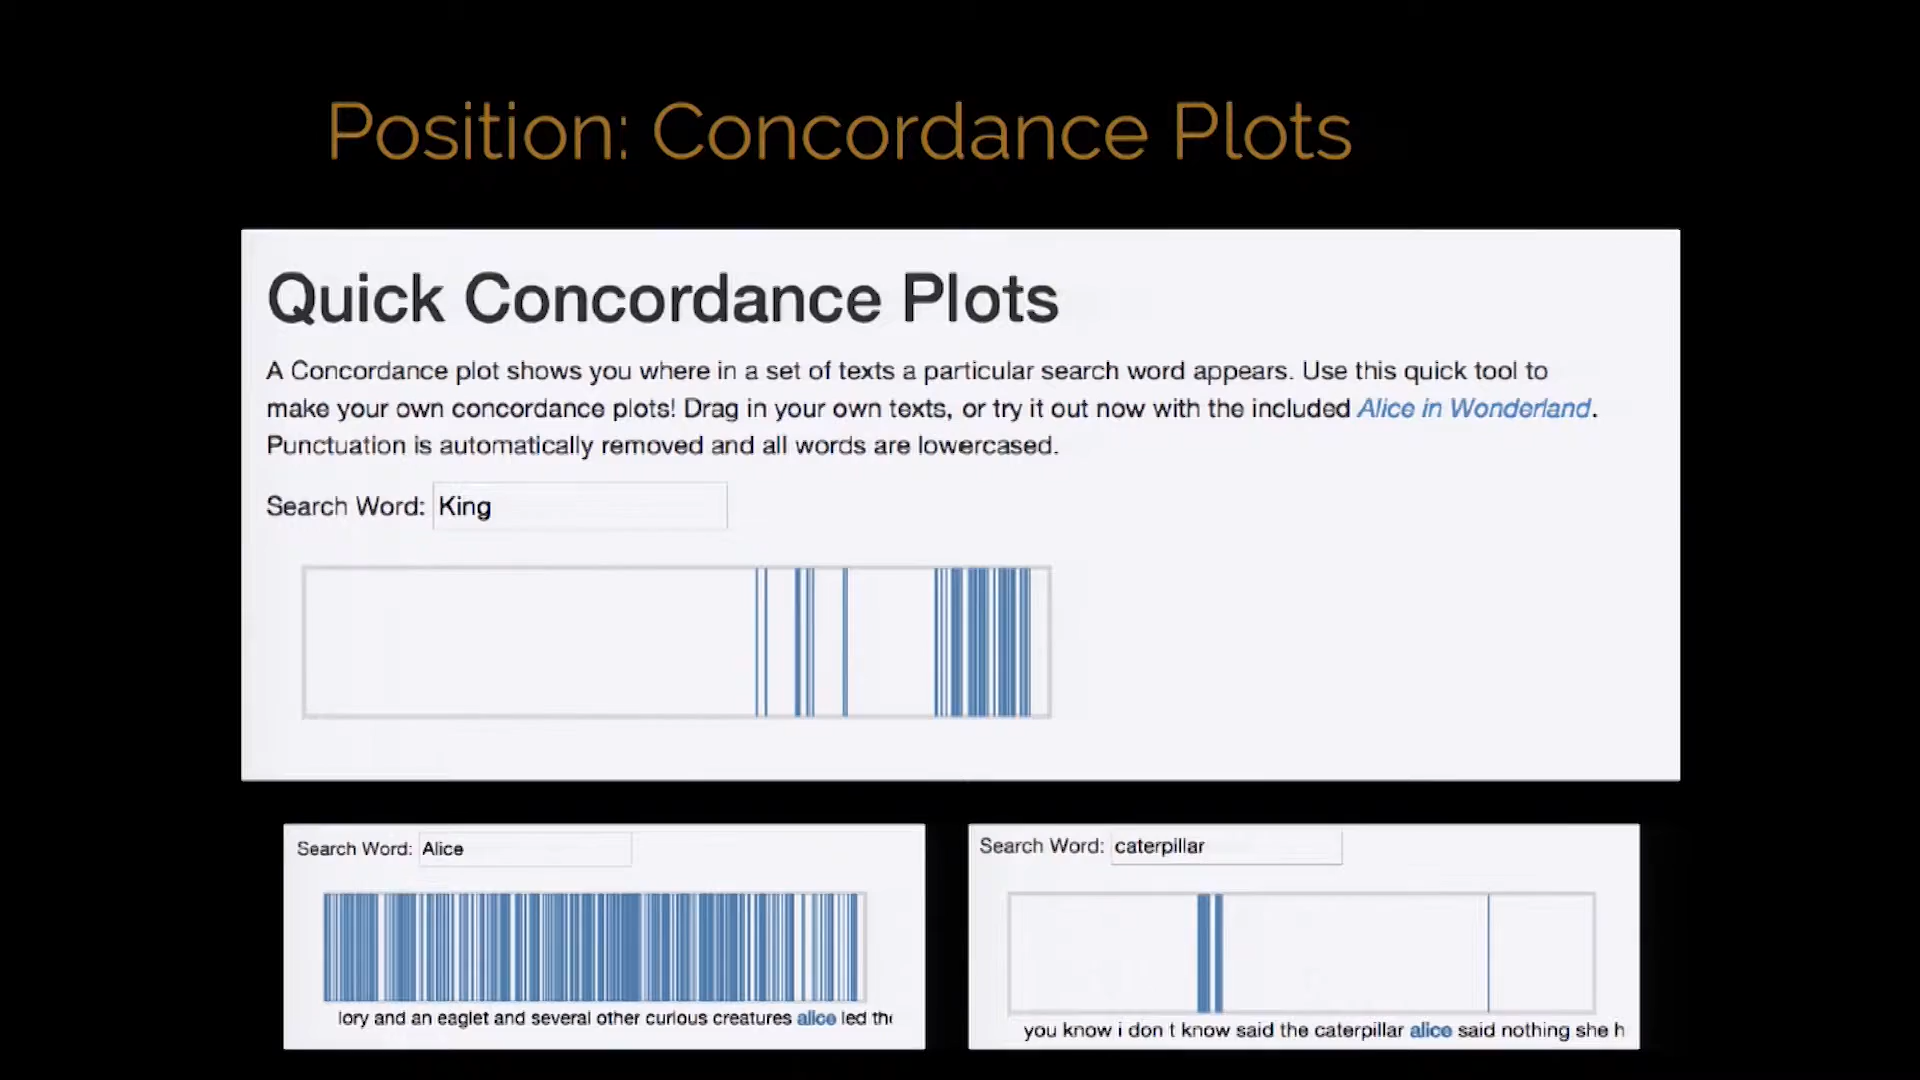 Position: Concordance Plots
Quick Concordance Plots
A Concordance plot shows you where in a set of texts a particular search word appears. Use this quick tool to
make your own concordance plots! Drag in your own texts, or try it out now with the included Alice in Wonderland.
Punctuation is automatically removed and all words are lowercased.
Search Word: King
Search Word: Alice
lory and an eaglet and several other curious creatures alice led the
Search Word: caterpillar
you know i don t know said the caterpillar alice said nothing she h